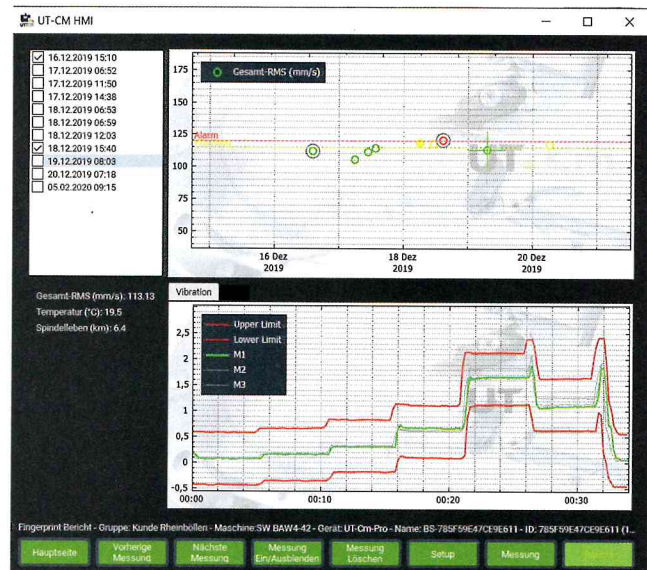 UT-CM HMI
16.12.2019 15:10
17.12.2019 06:52
17.12.2019 11:50
17.12.2019 14:38
18.12.2019 06:53
18.12.2019 06:59
18.12.2019 12:03
18.12.2019 15:40
19.12.2019 08:03
20.12.2019 07:18
05.02.2020 09:15
Gesamt-RMS (mm/s)
175
150
125
Alarm
100
75
50
UT
16 Dez
2019
18 Dez
2019
20 Dez
2019
Gesamt-RMS (mm/s): 113.13
Temperatur (°C): 19.5
Spindelleben (km): 6.4
Vibration
Upper Limit
Lower Limit
M1
M2
M3
2,5
2
1,5
1
0,5
0
-0,5
UT
00:00
00:10
00:20
00:30
Fingerprint Bericht - Gruppe: Kunde Rheinböllen - Maschine:SW BAW4-42 - Gerät: UT-Cm-Pro - Name: BS-785F59E47CE9E611 - ID: 785F59E47CE9E611 (1...
Hauptseite
Vorherige
Messung
Nächste
Messung
Messung
Ein/Ausblenden
Messung
Löschen
Setup
Messung